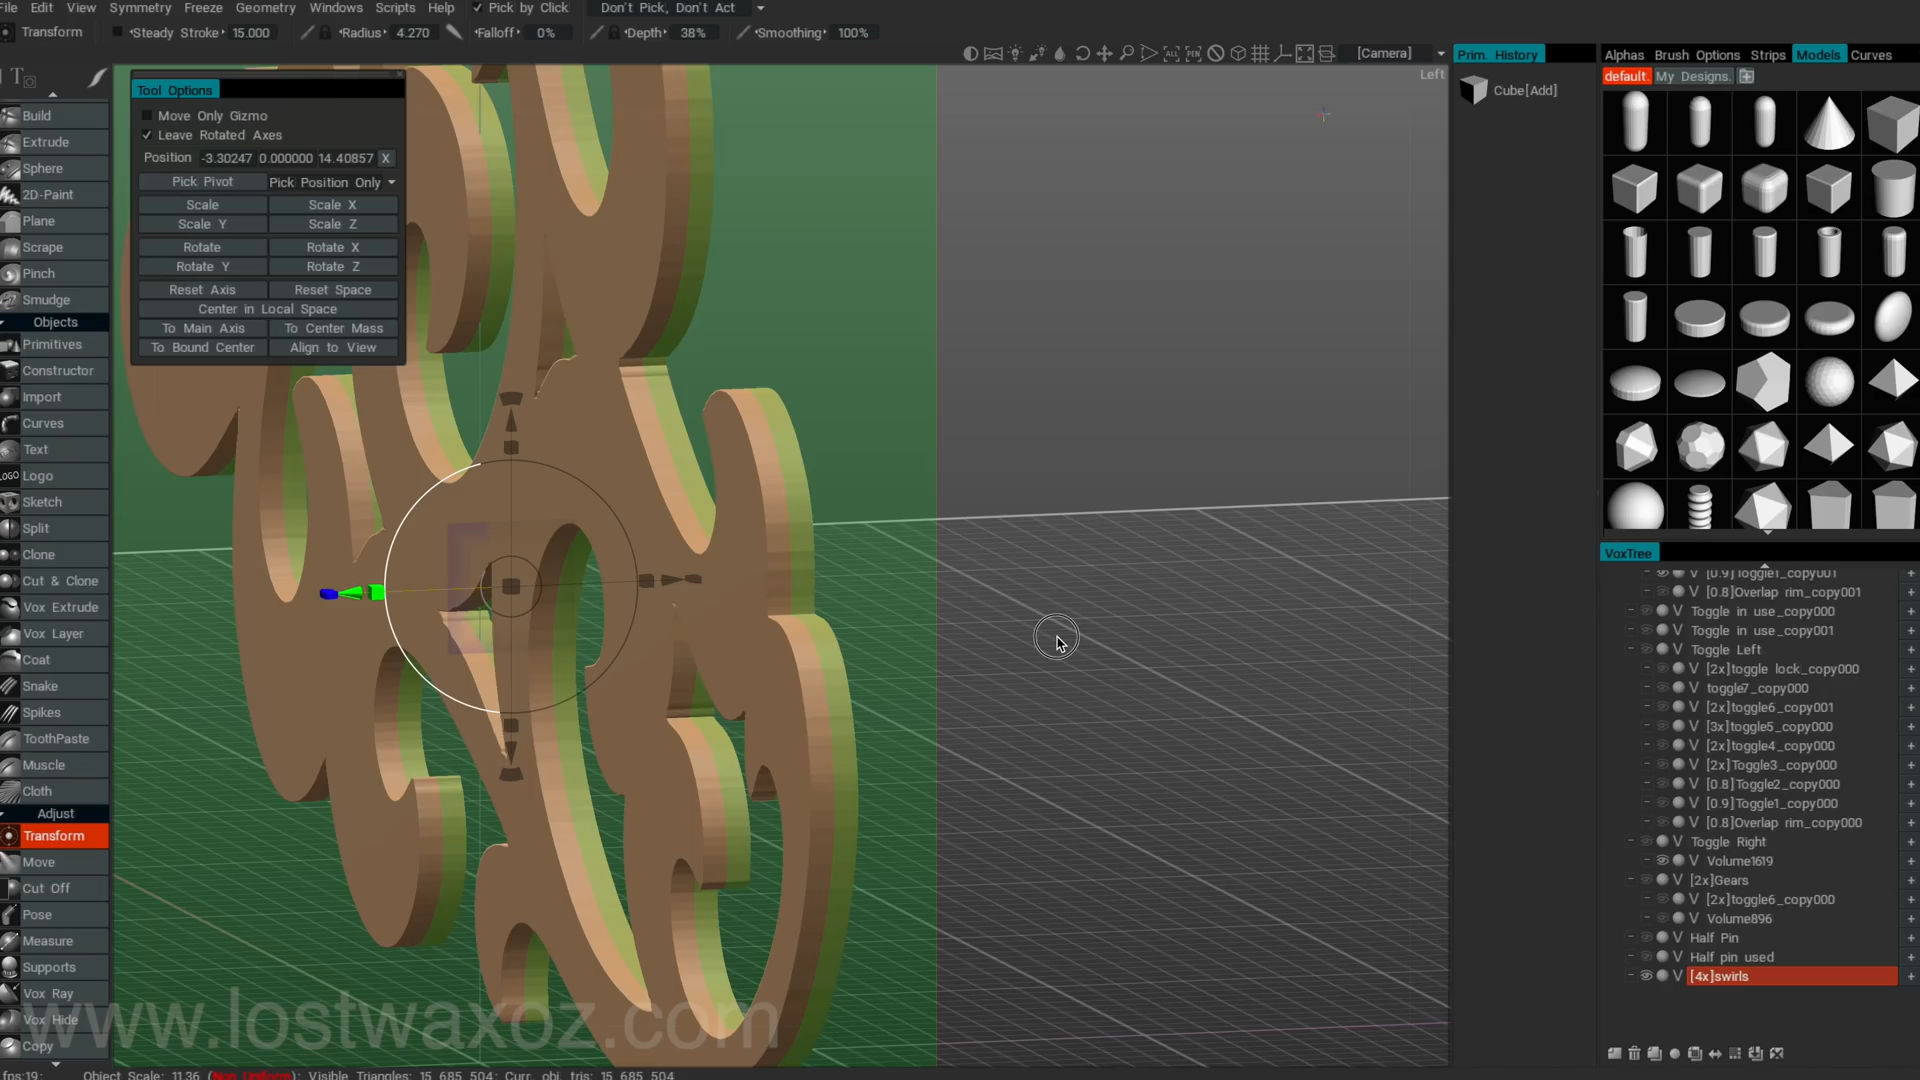 File Edit View Symmetry Freeze Geometry Windows Scripts Help Pick by Click Don't Pick, Don't Act
Transform Steady Stroke 15.000 Radius 4.270 Falloff 0% Depth 38% Smoothing 100%
[Camera]
Left
Tool Options
Move Only Gizmo
Leave Rotated Axes
Position -3.30247 0.000000 14.40857 X
Pick Pivot Pick Position Only
Scale Scale X
Scale Y Scale Z
Rotate Rotate X
Rotate Y Rotate Z
Reset Axis Reset Space
Center in Local Space
To Main Axis To Center Mass
To Bound Center Align to View
Build
Extrude
Sphere
2D-Paint
Plane
Scrape
Pinch
Smudge
Objects
Primitives
Constructor
Import
Curves
Text
LOGO Logo
Sketch
Split
Clone
Cut & Clone
Vox Extrude
Vox Layer
Coat
Snake
Spikes
ToothPaste
Muscle
Cloth
Adjust
Transform
Move
Cut Off
Pose
Measure
Supports
Vox Ray
Vox Hide
Copy
Prim. History
Cube[Add]
Alphas Brush Options Strips Models Curves
default. My Designs.
VoxTree
V [0.9]Toggle1_copy001
[0.8]Overlap rim_copy001
V Toggle in use_copy000
V Toggle in use_copy001
V Toggle Left
V [2x]toggle lock_copy000
V toggle7_copy000
V [2x]toggle6_copy001
V [3x]toggle5_copy000
V [2x]toggle4_copy000
V [2x]Toggle3_copy000
V [0.8]Toggle2_copy000
V [0.9]Toggle1_copy000
V [0.8]Overlap rim_copy000
V Toggle Right
V Volume1619
V [2x]Gears
V [2x]toggle6_copy000
V Volume896
V Half Pin
V Half pin used
V [4x]swirls
www.lostwaxoz.com
fps:19; Object Scale: 11.36 (Non Uniform); Visible Triangles: 15 685 504; Curr. obj. tris: 15 685 504